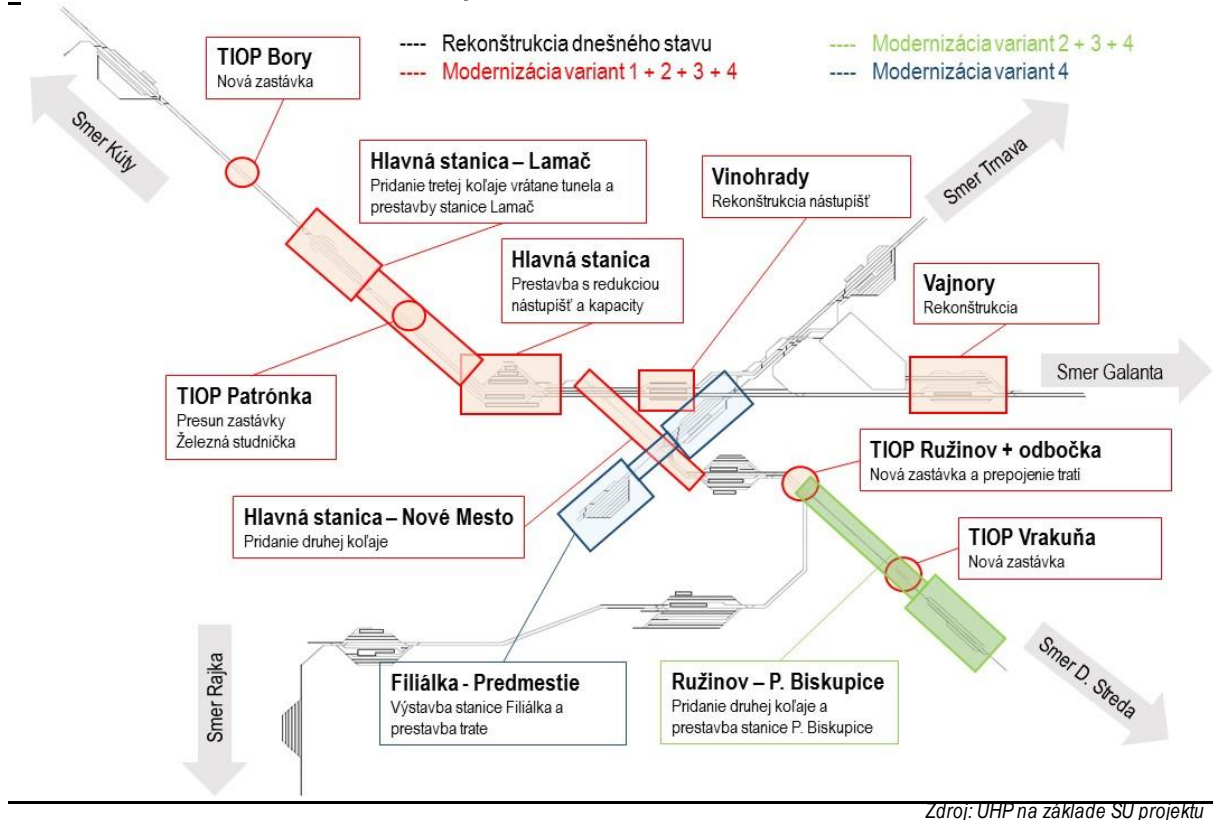 ---- Rekonštrukcia dnešného stavu
---- Modernizácia variant 1 + 2 + 3 + 4
---- Modernizácia variant 2 + 3 + 4
---- Modernizácia variant 4
TIOP Bory
Nová zastávka
Smer Kúty
Hlavná stanica – Lamač
Pridanie tretej koľaje vrátane tunela a
prestavby stanice Lamač
Vinohrady
Rekonštrukcia nástupíšť
Smer Trnava
Hlavná stanica
Prestavba s redukciou
nástupíšť a kapacity
Vajnory
Rekonštrukcia
Smer Galanta
TIOP Patrónka
Presun zastávky
Železná studnička
TIOP Ružinov + odbočka
Nová zastávka a prepojenie tratí
Hlavná stanica – Nové Mesto
Pridanie druhej koľaje
TIOP Vrakuňa
Nová zastávka
Smer Rajka
Filiálka - Predmestie
Výstavba stanice Filiálka a
prestavba trate
Ružinov – P. Biskupice
Pridanie druhej koľaje a
prestavba stanice P. Biskupice
Smer D. Streda
Zdroj: UHP na základe SU projektu